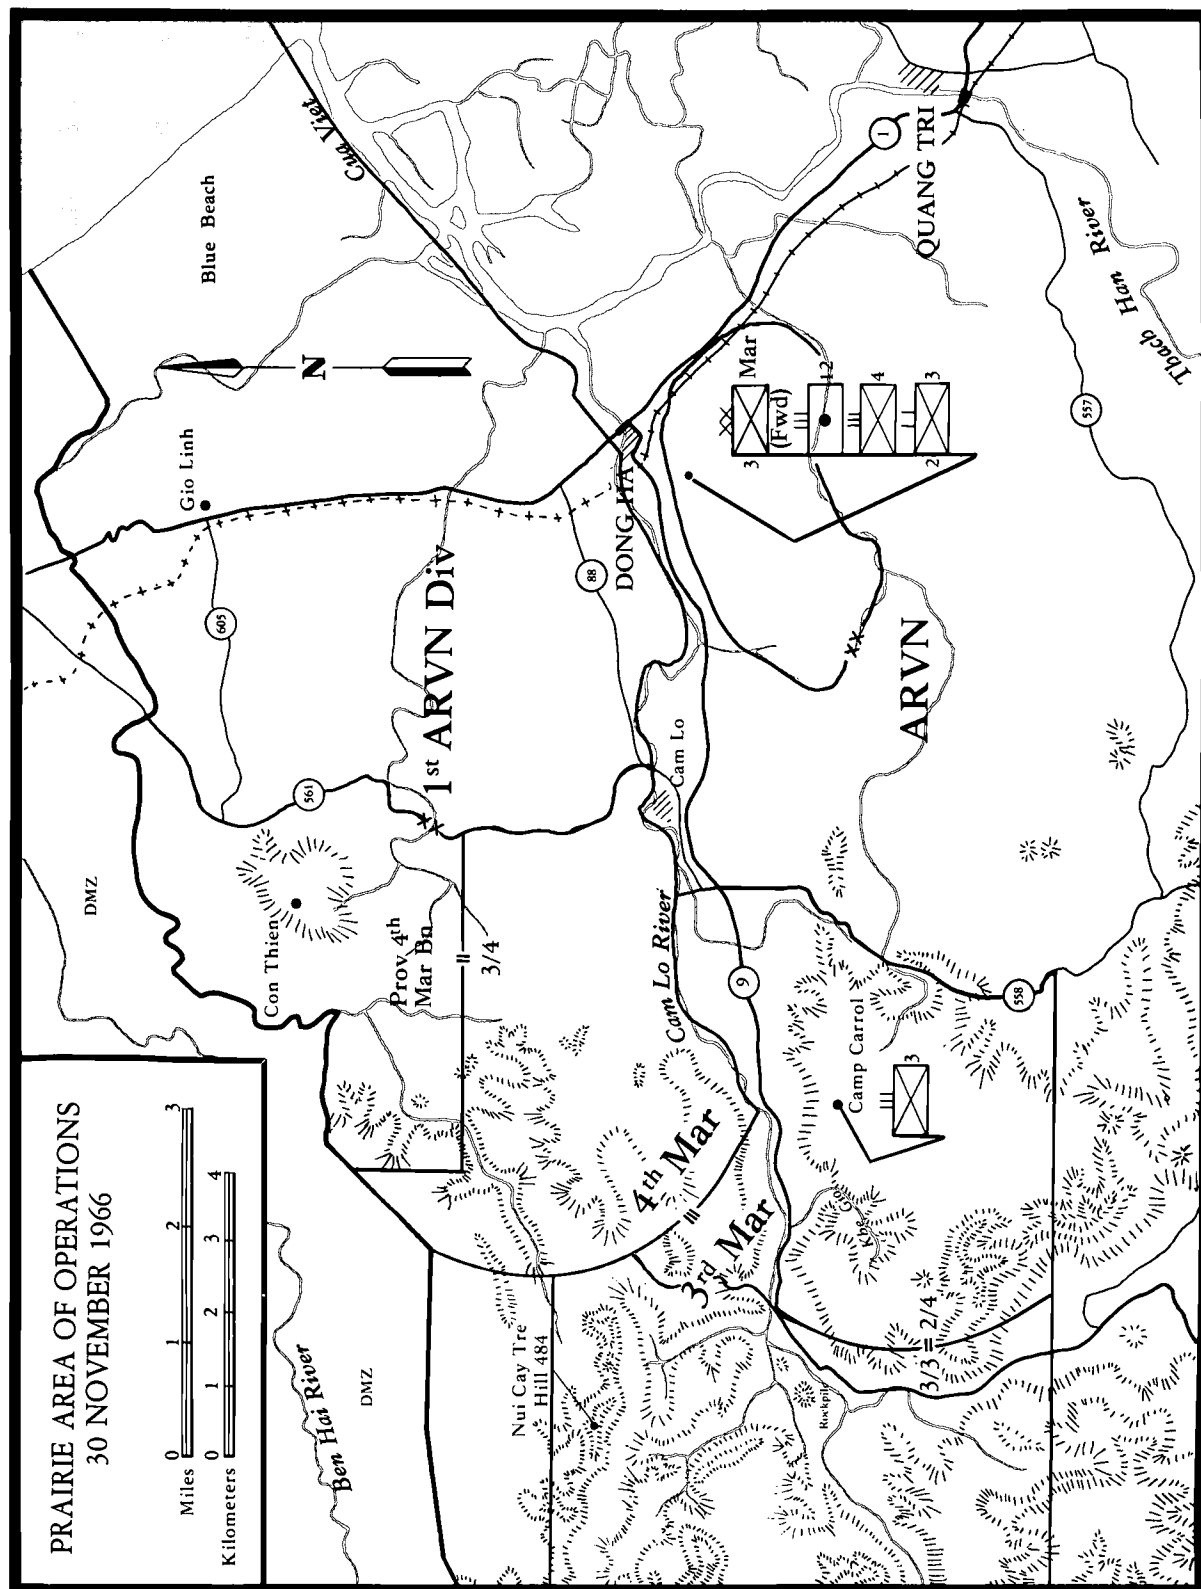 PRAIRIE AREA OF OPERATIONS
30 NOVEMBER 1966
Miles
0
1
2
3
Kilometers
0
1
2
3
4
DMZ
Ben Hai River
DMZ
Con Thien
Prov 4th
Mar Bn
3/4
561
605
Gio Linh
N
Blue Beach
Cua Viet
1st ARVN Div
88
DONG HA
Cam Lo
Cam Lo River
Nui Cay Tre
Hill 484
4th Mar
3rd Mar
9
Rockpile
Khe Gio
3/3
2/4
Camp Carrol
3
558
ARVN
XX
3
Mar
(Fwd)
12
4
2
3
1
QUANG TRI
557
Thach Han River